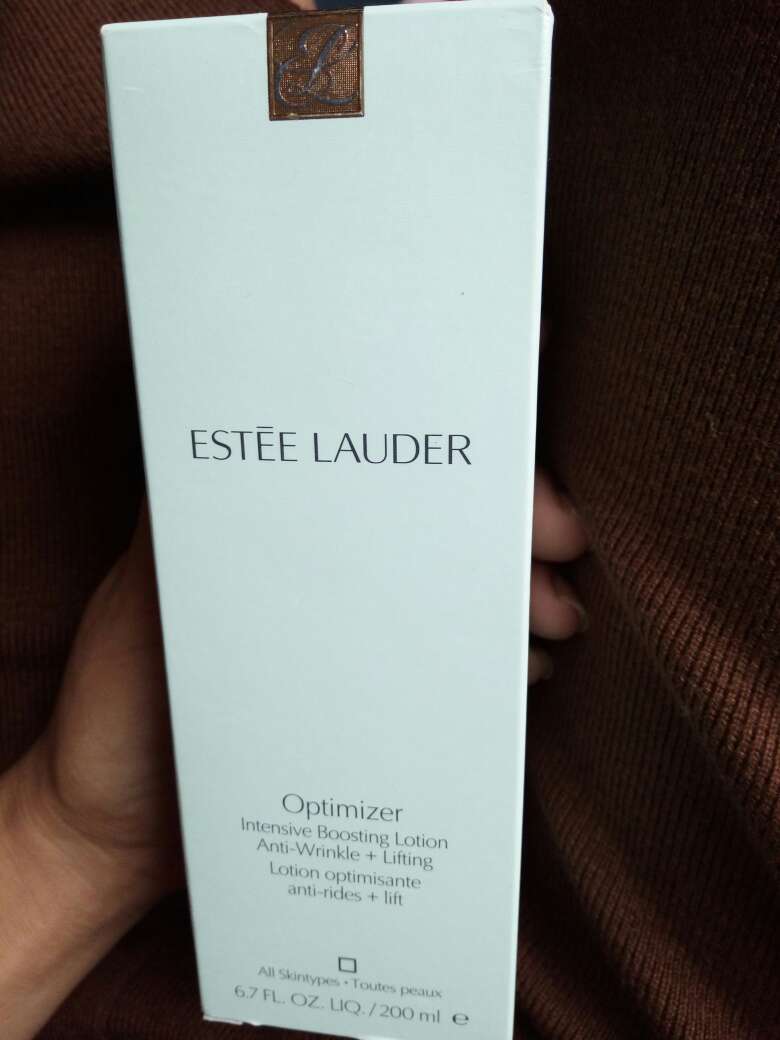 EL
ESTĒE LAUDER
Optimizer
Intensive Boosting Lotion
Anti-Wrinkle + Lifting
Lotion optimisante
anti-rides + lift
All Skintypes • Toutes peaux
6.7 FL. OZ. LIQ. / 200 ml e